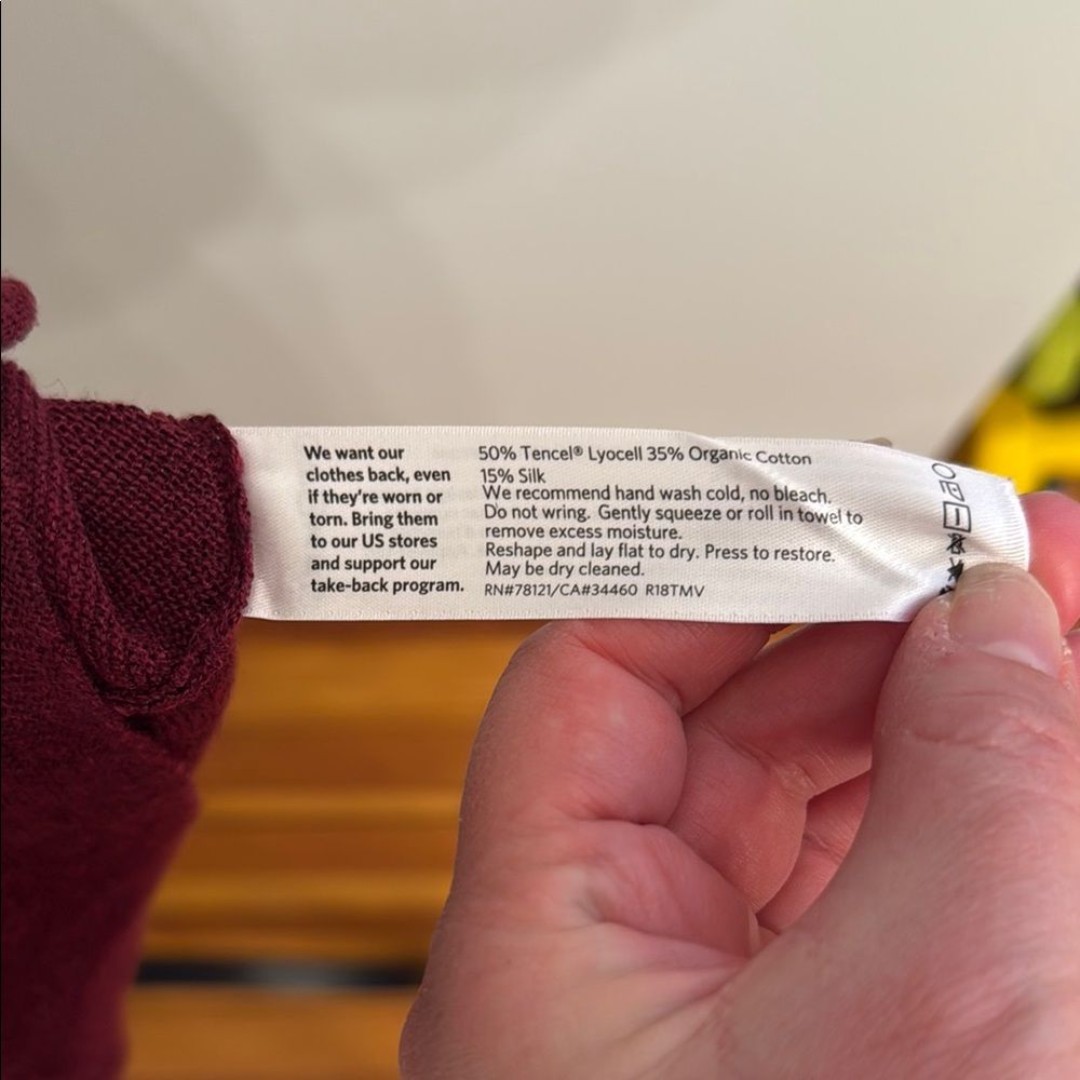 We want our
clothes back, even
if they're worn or
torn. Bring them
to our US stores
and support our
take-back program.
50% Tencel® Lyocell 35% Organic Cotton
15% Silk
We recommend hand wash cold, no bleach.
Do not wring. Gently squeeze or roll in towel to
remove excess moisture.
Reshape and lay flat to dry. Press to restore.
May be dry cleaned.
RN#78121/CA#34460 R18TMV